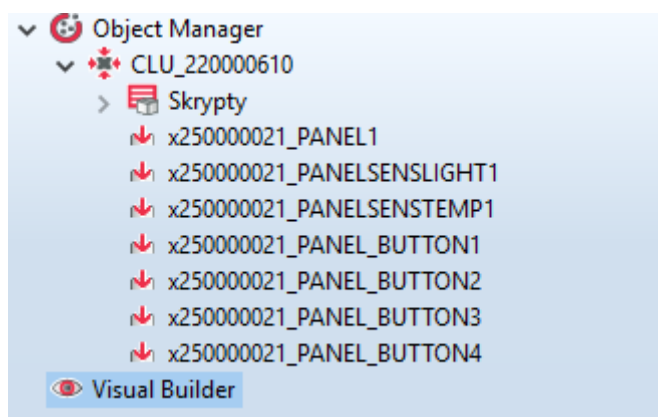 Object Manager
CLU_220000610
Skrypty
x250000021_PANEL1
x250000021_PANELSENSLIGHT1
x250000021_PANELSENSTEMP1
x250000021_PANEL_BUTTON1
x250000021_PANEL_BUTTON2
x250000021_PANEL_BUTTON3
x250000021_PANEL_BUTTON4
Visual Builder